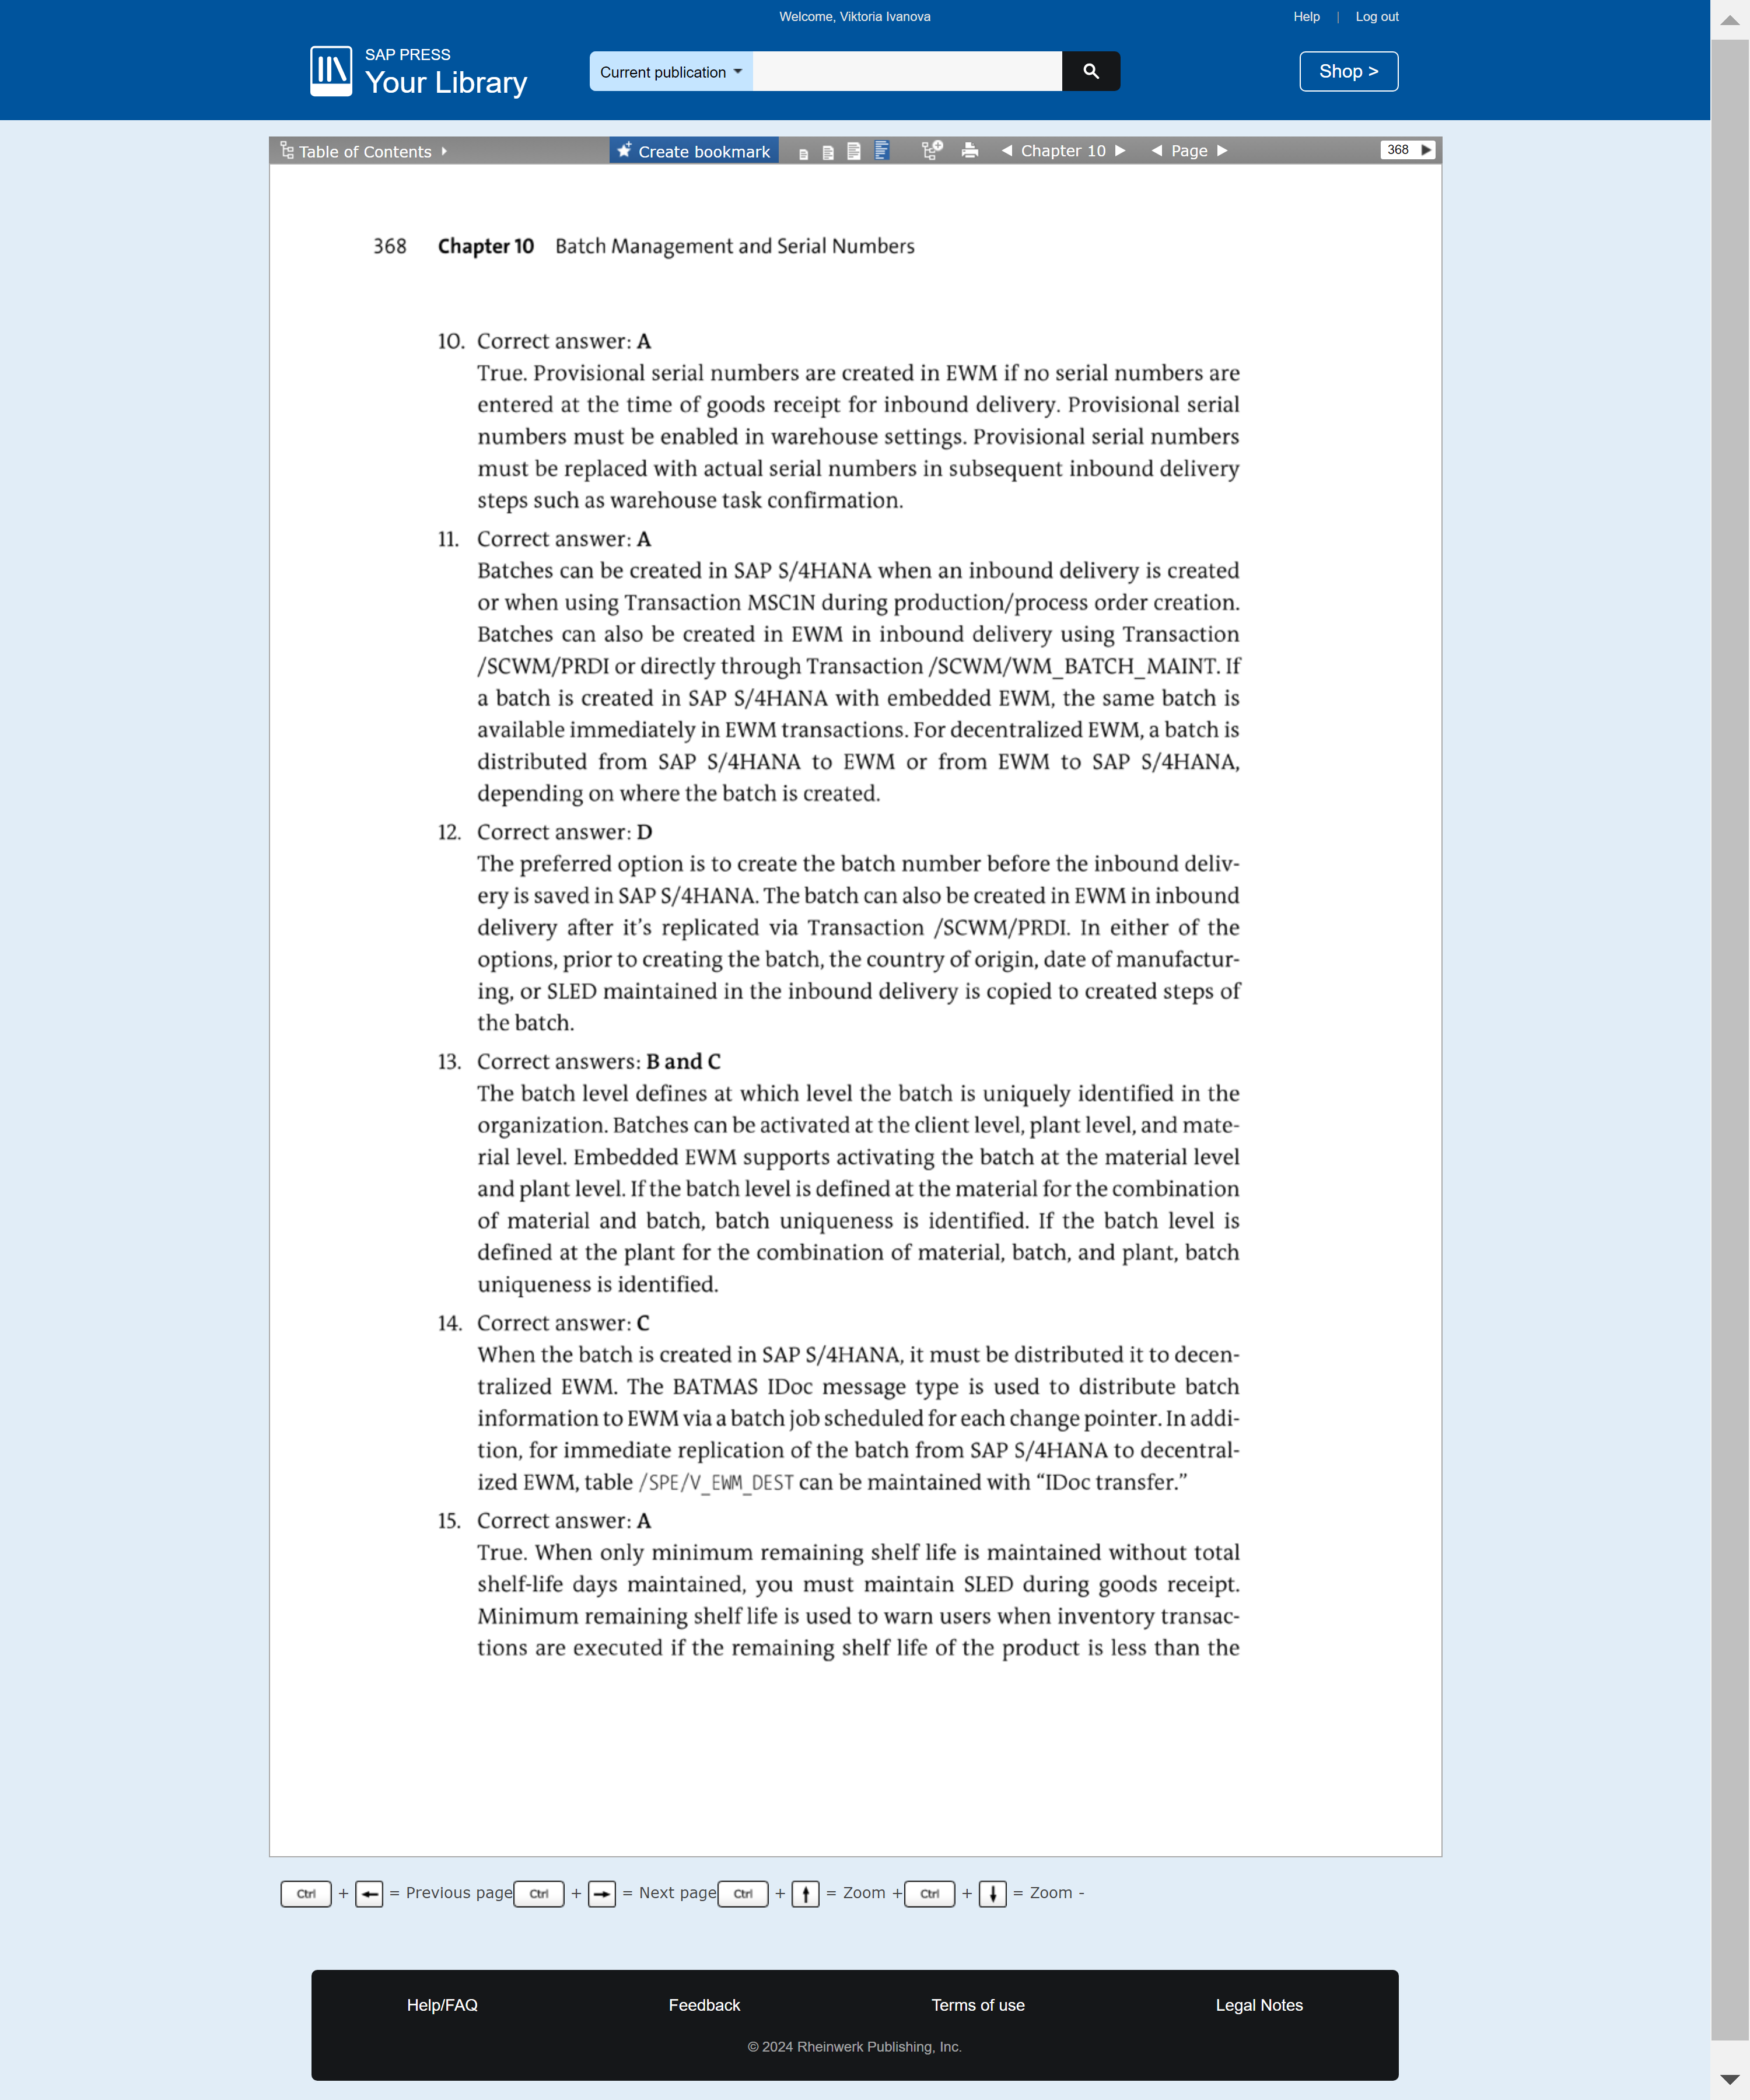 Welcome, Viktoria Ivanova
Help | Log out
SAP PRESS
Your Library
Current publication
Shop >
Table of Contents
Create bookmark
Chapter 10
Page
368
368 Chapter 10 Batch Management and Serial Numbers
10. Correct answer: A
True. Provisional serial numbers are created in EWM if no serial numbers are
entered at the time of goods receipt for inbound delivery. Provisional serial
numbers must be enabled in warehouse settings. Provisional serial numbers
must be replaced with actual serial numbers in subsequent inbound delivery
steps such as warehouse task confirmation.
11. Correct answer: A
Batches can be created in SAP S/4HANA when an inbound delivery is created
or when using Transaction MSC1N during production/process order creation.
Batches can also be created in EWM in inbound delivery using Transaction
/SCWM/PRDI or directly through Transaction /SCWM/WM_BATCH_MAINT. If
a batch is created in SAP S/4HANA with embedded EWM, the same batch is
available immediately in EWM transactions. For decentralized EWM, a batch is
distributed from SAP S/4HANA to EWM or from EWM to SAP S/4HANA,
depending on where the batch is created.
12. Correct answer: D
The preferred option is to create the batch number before the inbound deliv-
ery is saved in SAP S/4HANA. The batch can also be created in EWM in inbound
delivery after it's replicated via Transaction /SCWM/PRDI. In either of the
options, prior to creating the batch, the country of origin, date of manufactur-
ing, or SLED maintained in the inbound delivery is copied to created steps of
the batch.
13. Correct answers: B and C
The batch level defines at which level the batch is uniquely identified in the
organization. Batches can be activated at the client level, plant level, and mate-
rial level. Embedded EWM supports activating the batch at the material level
and plant level. If the batch level is defined at the material for the combination
of material and batch, batch uniqueness is identified. If the batch level is
defined at the plant for the combination of material, batch, and plant, batch
uniqueness is identified.
14. Correct answer: C
When the batch is created in SAP S/4HANA, it must be distributed it to decen-
tralized EWM. The BATMAS IDoc message type is used to distribute batch
information to EWM via a batch job scheduled for each change pointer. In addi-
tion, for immediate replication of the batch from SAP S/4HANA to decentral-
ized EWM, table /SPE/V_EWM_DEST can be maintained with “IDoc transfer.”
15. Correct answer: A
True. When only minimum remaining shelf life is maintained without total
shelf-life days maintained, you must maintain SLED during goods receipt.
Minimum remaining shelf life is used to warn users when inventory transac-
tions are executed if the remaining shelf life of the product is less than the
Ctrl + ← = Previous page Ctrl + → = Next page Ctrl + ↑ = Zoom + Ctrl + ↓ = Zoom -
Help/FAQ Feedback Terms of use Legal Notes
© 2024 Rheinwerk Publishing, Inc.